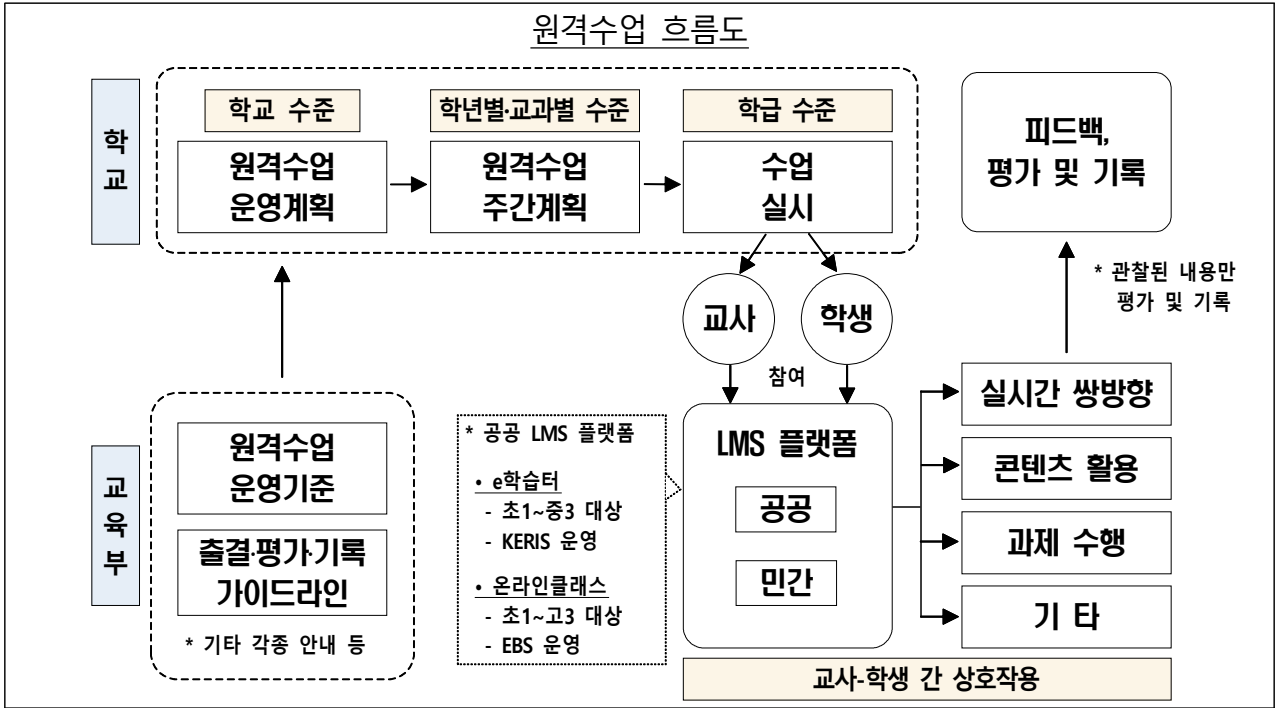 원격수업 흐름도
학교
학교 수준
원격수업
운영계획
학년별·교과별 수준
원격수업
주간계획
학급 수준
수업
실시
피드백,
평가 및 기록
* 관찰된 내용만
평가 및 기록
교사
학생
참여
교육부
원격수업
운영기준
출결·평가·기록
가이드라인
* 기타 각종 안내 등
* 공공 LMS 플랫폼
• e학습터
- 초1~중3 대상
- KERIS 운영
• 온라인클래스
- 초1~고3 대상
- EBS 운영
LMS 플랫폼
공공
민간
실시간 쌍방향
콘텐츠 활용
과제 수행
기 타
교사-학생 간 상호작용